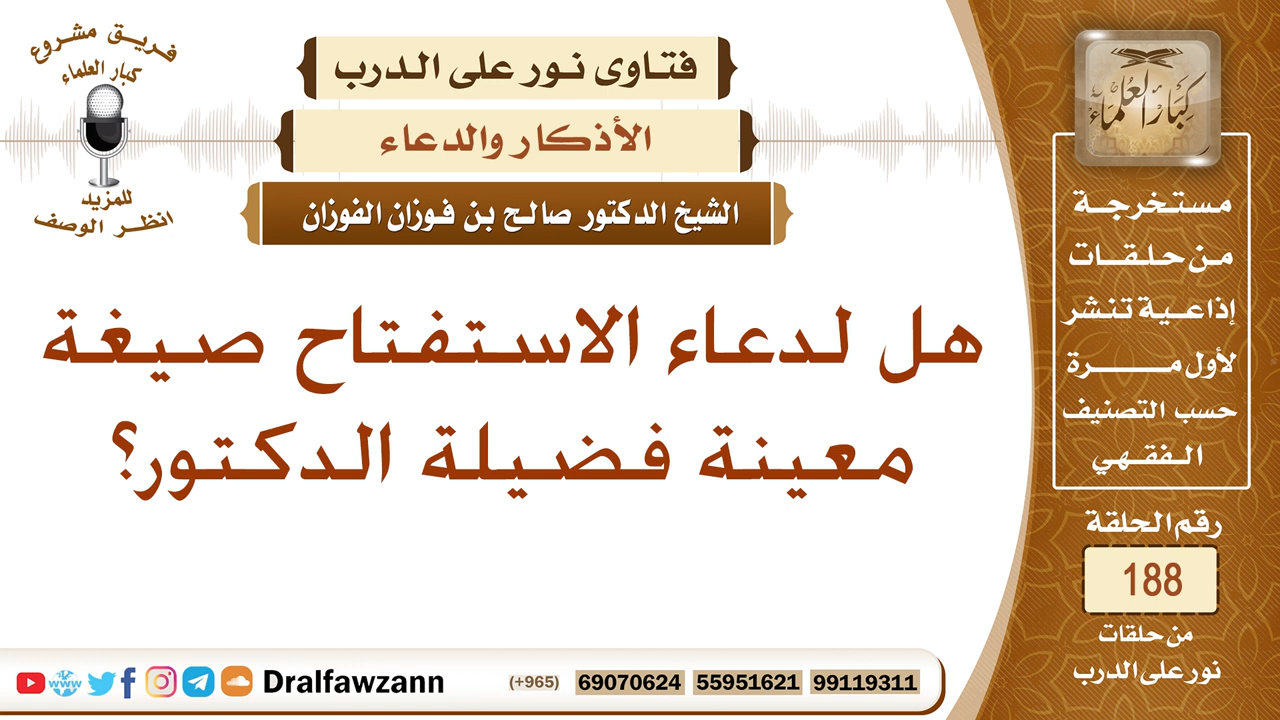 فريق مشروع
كبار العلماء
للمزيد
انظر الوصف
فتاوى نور على الدرب
الأذكار والدعاء
الشيخ الدكتور صالح بن فوزان الفوزان
هل لدعاء الاستفتاح صيغة
معينة فضيلة الدكتور؟
كبار العلماء
مستخرجة
من حلقات
إذاعية تنشر
لأول مرة
حسب التصنيف
الفقهي
رقم الحلقة
188
من حلقات
نور على الدرب
www Dralfawzann (+965) 69070624 55951621 99119311